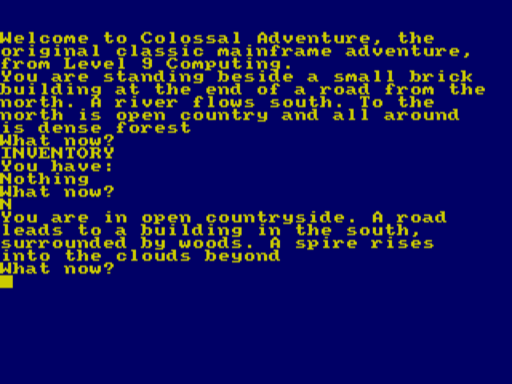 Welcome to Colossal Adventure, the
original classic mainframe adventure,
from Level 9 Computing.
You are standing beside a small brick
building at the end of a road from the
north. A river flows south. To the
north is open country and all around
is dense forest
What now?
INVENTORY
You have:
Nothing
What now?
N
You are in open countryside. A road
leads to a building in the south,
surrounded by woods. A spire rises
into the clouds beyond
What now?